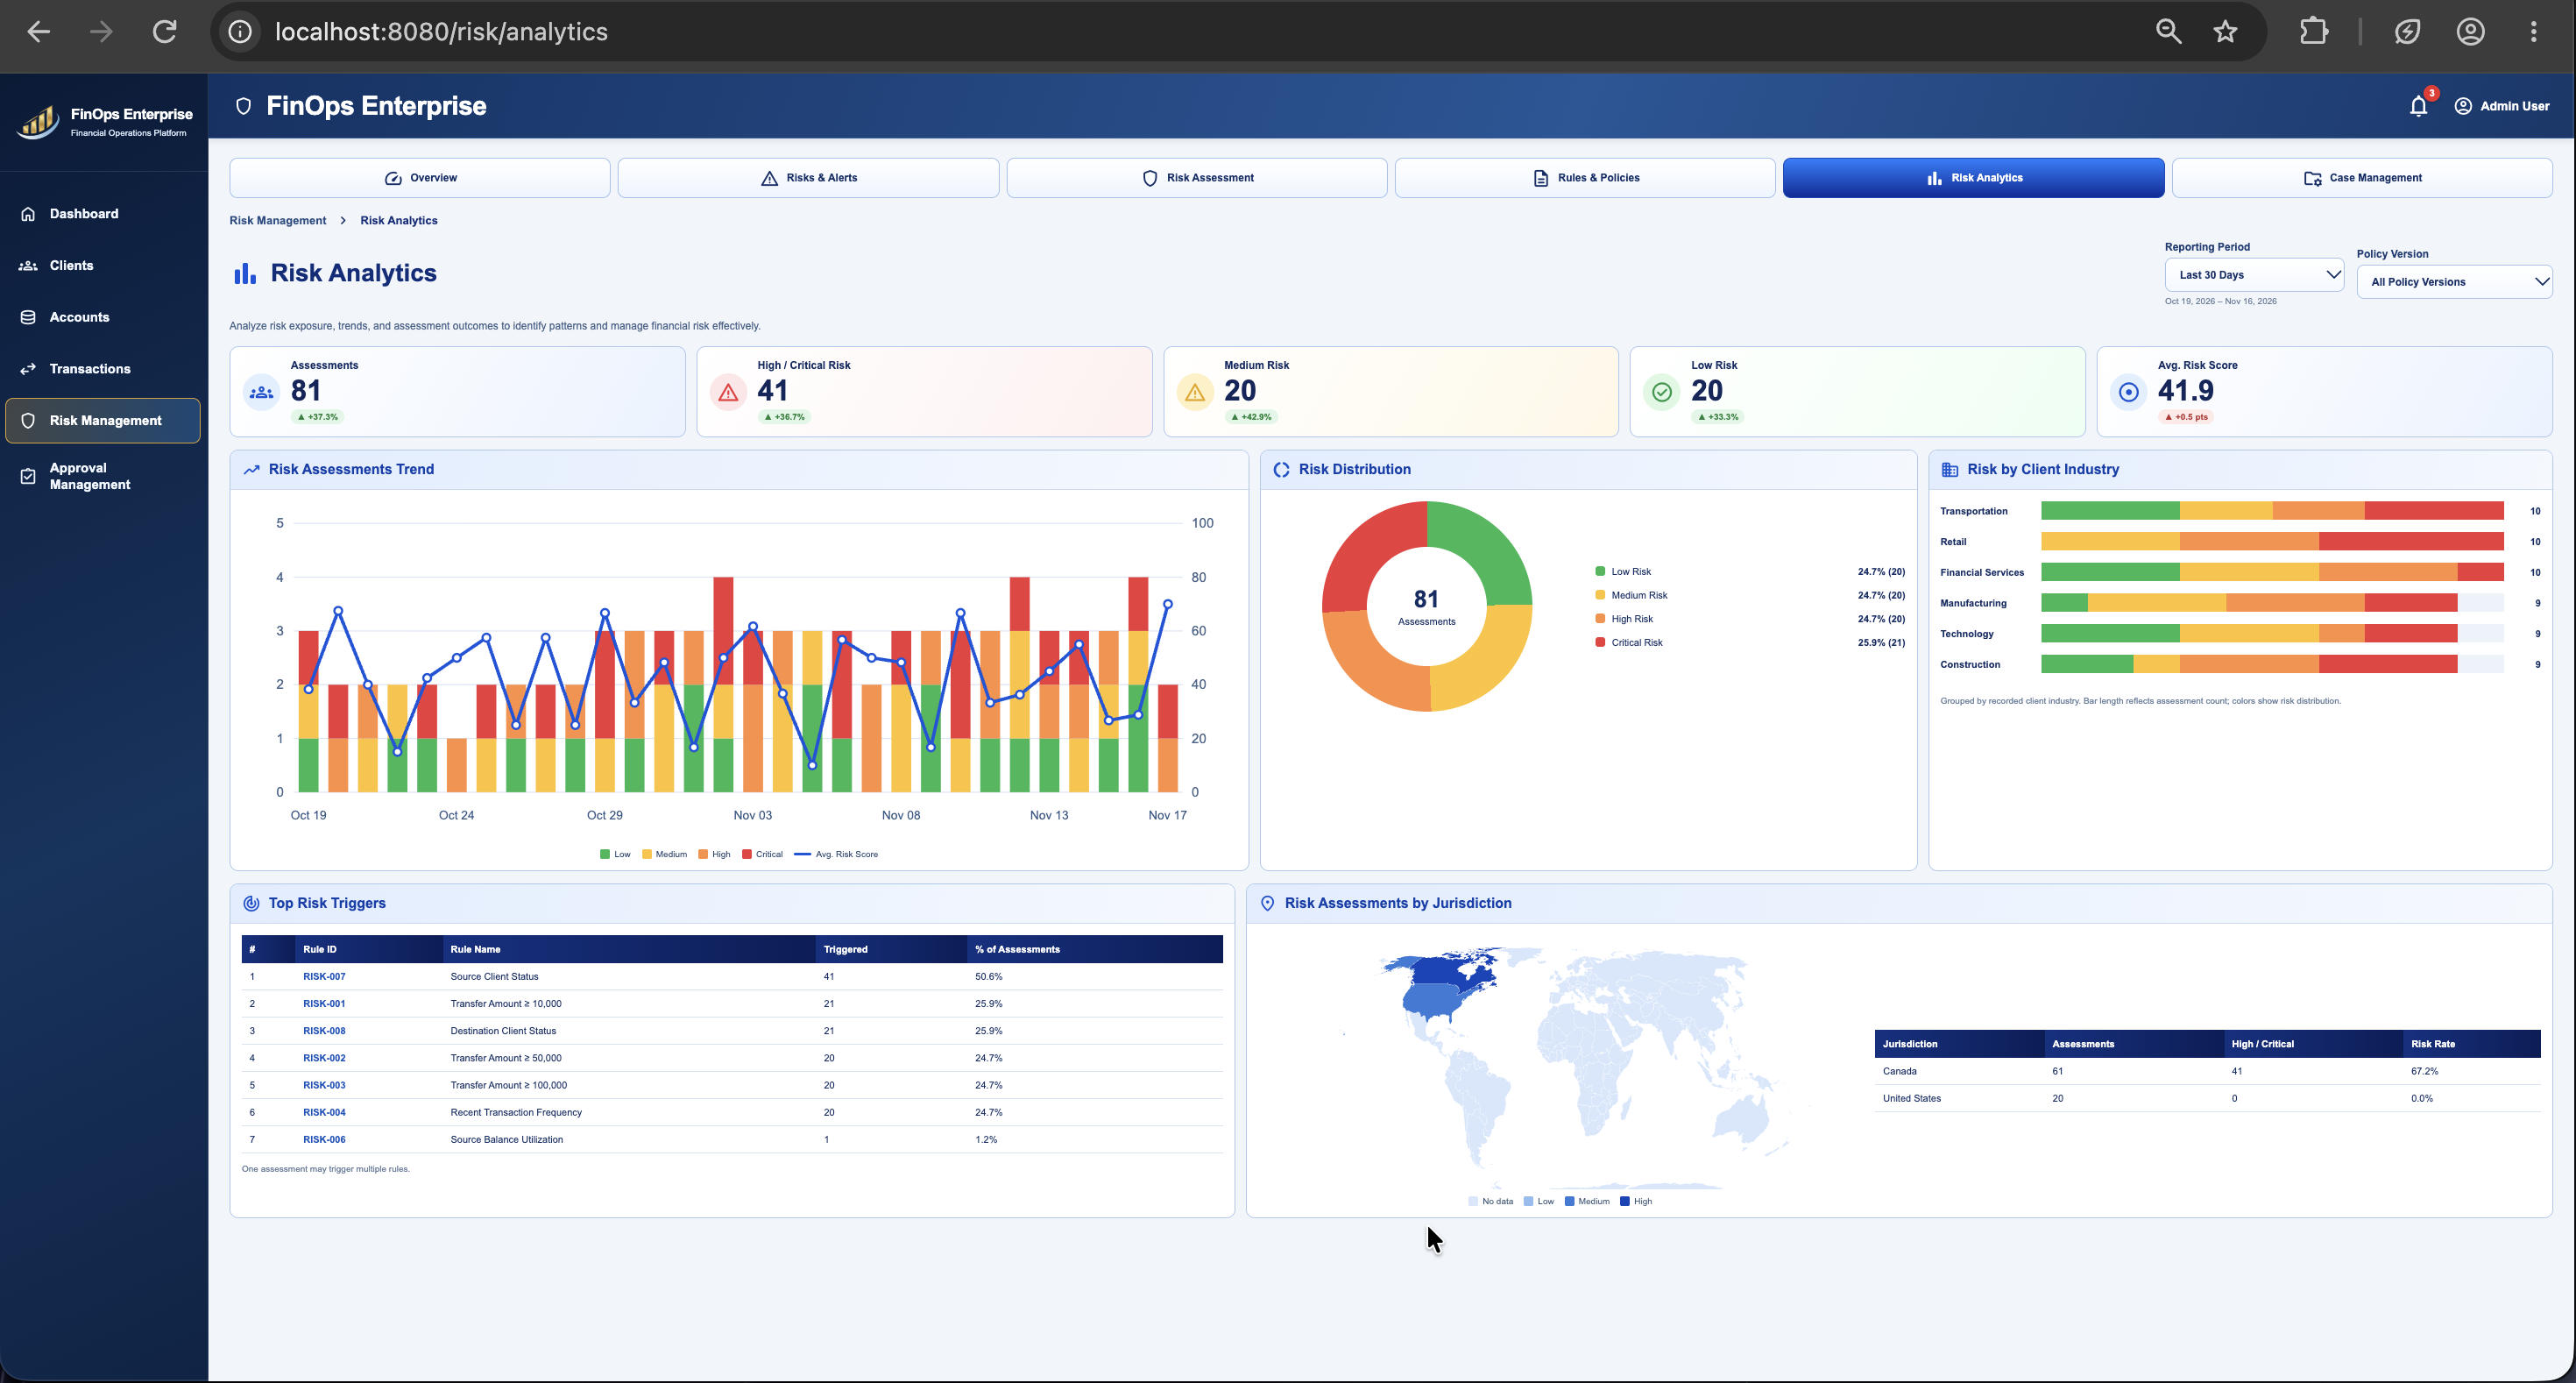 localhost:8080/risk/analytics
FinOps Enterprise
Financial Operations Platform
FinOps Enterprise
3
Admin User
Dashboard
Clients
Accounts
Transactions
Risk Management
Approval
Management
Overview
Risks & Alerts
Risk Assessment
Rules & Policies
Risk Analytics
Case Management
Risk Management > Risk Analytics
Risk Analytics
Reporting Period
Last 30 Days
Oct 19, 2026 – Nov 16, 2026
Policy Version
All Policy Versions
Analyze risk exposure, trends, and assessment outcomes to identify patterns and manage financial risk effectively.
Assessments
81
▲ +37.3%
High / Critical Risk
41
▲ +36.7%
Medium Risk
20
▲ +42.9%
Low Risk
20
▲ +33.3%
Avg. Risk Score
41.9
▲ +0.5 pts
Risk Assessments Trend
5 100
4 80
3 60
2 40
1 20
0 0
Oct 19 Oct 24 Oct 29 Nov 03 Nov 08 Nov 13 Nov 17
Low Medium High Critical Avg. Risk Score
Risk Distribution
81
Assessments
Low Risk 24.7% (20)
Medium Risk 24.7% (20)
High Risk 24.7% (20)
Critical Risk 25.9% (21)
Risk by Client Industry
Transportation 10
Retail 10
Financial Services 10
Manufacturing 9
Technology 9
Construction 9
Grouped by recorded client industry. Bar length reflects assessment count; colors show risk distribution.
Top Risk Triggers
# Rule ID Rule Name Triggered % of Assessments
1 RISK-007 Source Client Status 41 50.6%
2 RISK-001 Transfer Amount ≥ 10,000 21 25.9%
3 RISK-008 Destination Client Status 21 25.9%
4 RISK-002 Transfer Amount ≥ 50,000 20 24.7%
5 RISK-003 Transfer Amount ≥ 100,000 20 24.7%
6 RISK-004 Recent Transaction Frequency 20 24.7%
7 RISK-006 Source Balance Utilization 1 1.2%
One assessment may trigger multiple rules.
Risk Assessments by Jurisdiction
No data Low Medium High
Jurisdiction Assessments High / Critical Risk Rate
Canada 61 41 67.2%
United States 20 0 0.0%